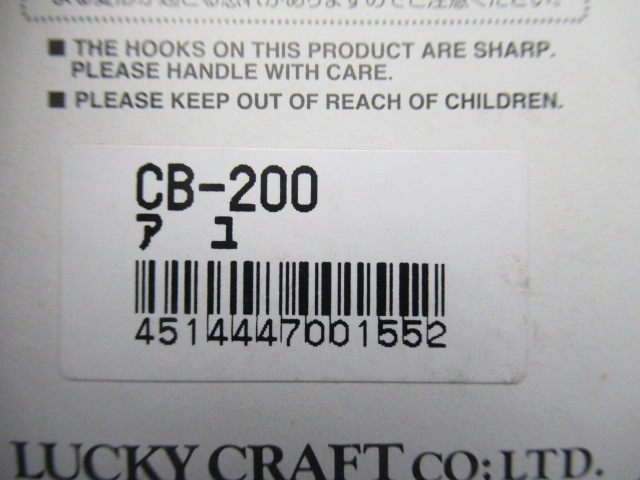 ■ THE HOOKS ON THIS PRODUCT ARE SHARP.
PLEASE HANDLE WITH CARE.
■ PLEASE KEEP OUT OF REACH OF CHILDREN.
CB-200
ア ユ
4514447001552
LUCKY CRAFT CO;LTD.